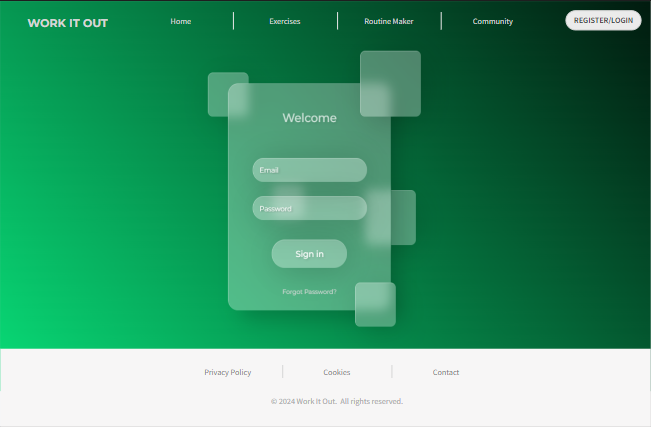 WORK IT OUT
Home
Exercises
Routine Maker
Community
REGISTER/LOGIN
Welcome
Email
Password
Sign in
Forgot Password?
Privacy Policy
Cookies
Contact
© 2024 Work It Out. All rights reserved.